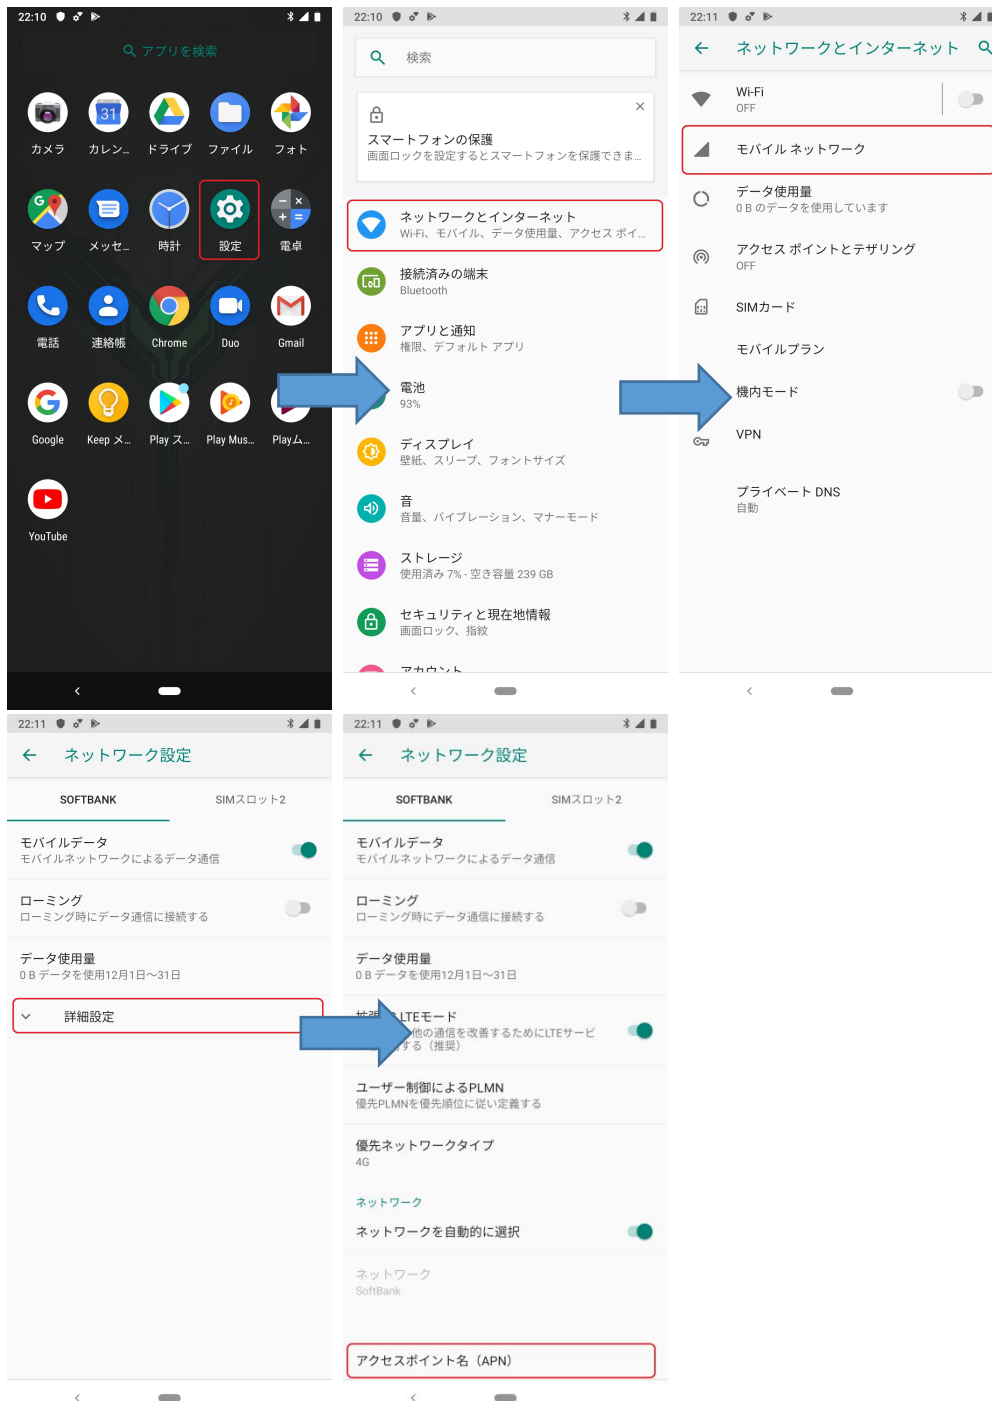 22:10
アプリを検索
31
カメラ
カレン...
ドライブ
ファイル
フォト
マップ
メッセ...
時計
設定
電卓
電話
連絡帳
Chrome
Duo
Gmail
Google
Keep メ...
Play ス...
Play Mus...
Playム...
YouTube
22:10
検索
スマートフォンの保護
画面ロックを設定するとスマートフォンを保護できま...
ネットワークとインターネット
Wi-Fi、モバイル、データ使用量、アクセス ポイ...
接続済みの端末
Bluetooth
アプリと通知
権限、デフォルト アプリ
電池
93%
ディスプレイ
壁紙、スリープ、フォントサイズ
音
音量、バイブレーション、マナーモード
ストレージ
使用済み 7% - 空き容量 239 GB
セキュリティと現在地情報
画面ロック、指紋
アカウント
22:11
ネットワークとインターネット
Wi-Fi
OFF
モバイル ネットワーク
データ使用量
0 B のデータを使用しています
アクセス ポイントとテザリング
OFF
SIMカード
モバイルプラン
機内モード
VPN
プライベート DNS
自動
22:11
ネットワーク設定
SOFTBANK
SIMスロット2
モバイルデータ
モバイルネットワークによるデータ通信
ローミング
ローミング時にデータ通信に接続する
データ使用量
0 B データを使用12月1日～31日
詳細設定
22:11
ネットワーク設定
SOFTBANK
SIMスロット2
モバイルデータ
モバイルネットワークによるデータ通信
ローミング
ローミング時にデータ通信に接続する
データ使用量
0 B データを使用12月1日～31日
LTEモード
他の通信を改善するためにLTEサービ
する（推奨）
ユーザー制御によるPLMN
優先PLMNを優先順位に従い定義する
優先ネットワークタイプ
4G
ネットワーク
ネットワークを自動的に選択
ネットワーク
SoftBank
アクセスポイント名（APN）